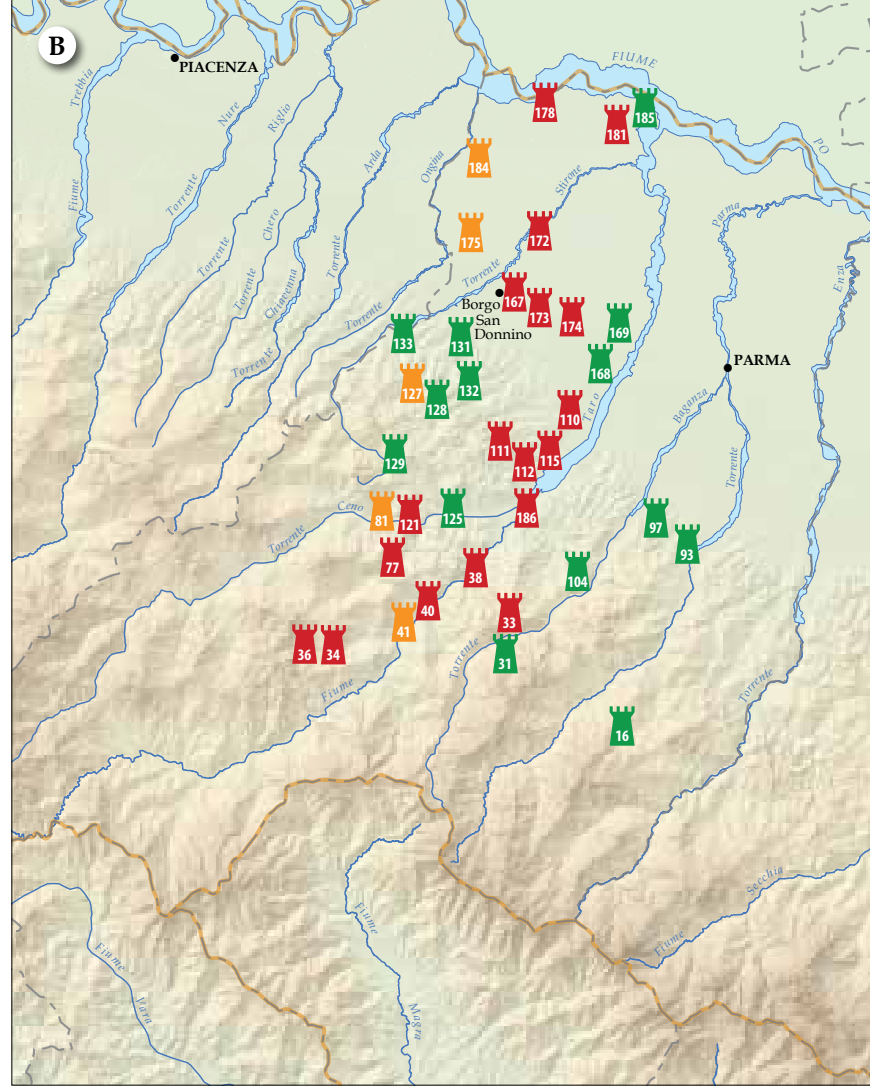 B
PIACENZA
FIUME
PO
Trebbia
Fiume
Nure
Torrente
Riglio
Torrente
Chero
Torrente
Chiavenna
Torrente
Arda
Torrente
Ongina
Torrente
Stirone
Torrente
Parma
Enza
178
181
185
184
175
172
167
173
174
169
168
Borgo
San
Donnino
133
131
132
127
128
129
110
111
112
115
Taro
PARMA
Baganza
Torrente
Ceno
Torrente
81
121
125
186
97
93
77
38
104
40
41
33
31
36
34
Fiume
Torrente
16
Torrente
Secchia
Fiume
Fiume
Magra
Fiume
Vara